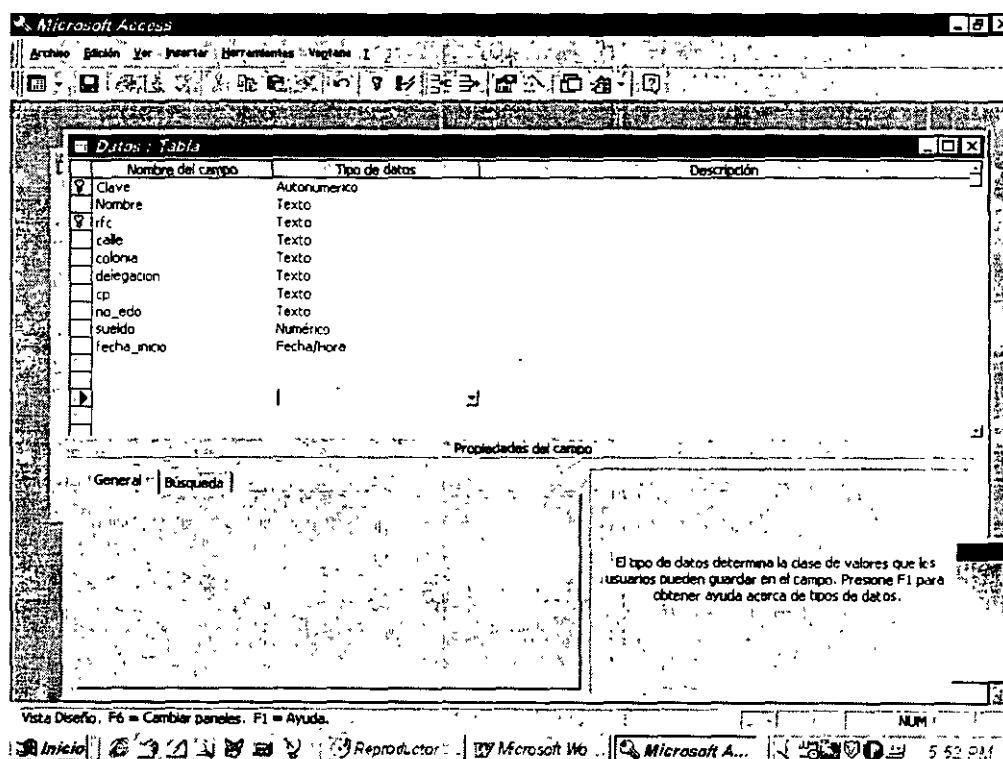 Microsoft Access
Archivo Edición Ver Insertar Herramientas Ventana ?
Datos : Tabla
Nombre del campo Tipo de datos Descripción
Clave Autonumerico
Nombre Texto
rfc Texto
calle Texto
colonia Texto
delegacion Texto
cp Texto
no_edo Texto
sueldo Numérico
fecha_inicio Fecha/Hora
Propiedades del campo
General Búsqueda
El tipo de datos determina la clase de valores que los
usuarios pueden guardar en el campo. Presione F1 para
obtener ayuda acerca de tipos de datos.
Vista Diseño. F6 = Cambiar paneles. F1 = Ayuda. NUM
Inicio Reproductor Microsoft Wo... Microsoft A... 5:52 PM